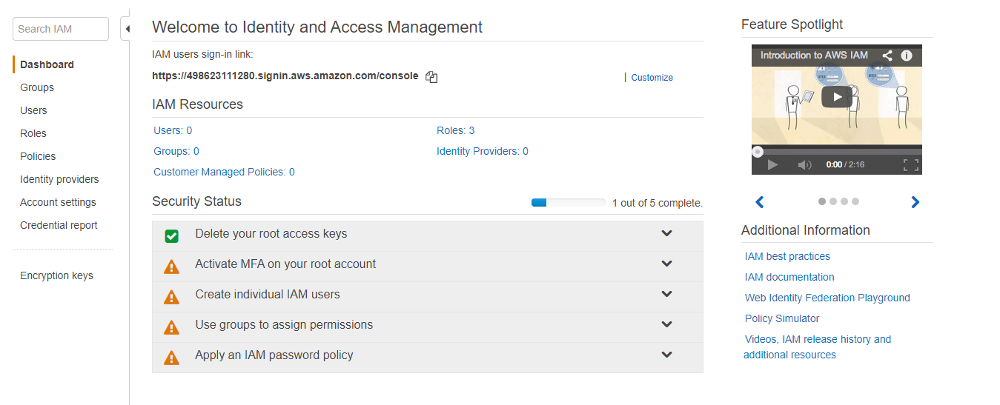 Search IAM
Dashboard
Groups
Users
Roles
Policies
Identity providers
Account settings
Credential report
Encryption keys
Welcome to Identity and Access Management
IAM users sign-in link:
https://498623111280.signin.aws.amazon.com/console
Customize
IAM Resources
Users: 0
Roles: 3
Groups: 0
Identity Providers: 0
Customer Managed Policies: 0
Security Status
1 out of 5 complete.
Delete your root access keys
Activate MFA on your root account
Create individual IAM users
Use groups to assign permissions
Apply an IAM password policy
Feature Spotlight
Introduction to AWS IAM
0:00 / 2:16
Additional Information
IAM best practices
IAM documentation
Web Identity Federation Playground
Policy Simulator
Videos, IAM release history and
additional resources